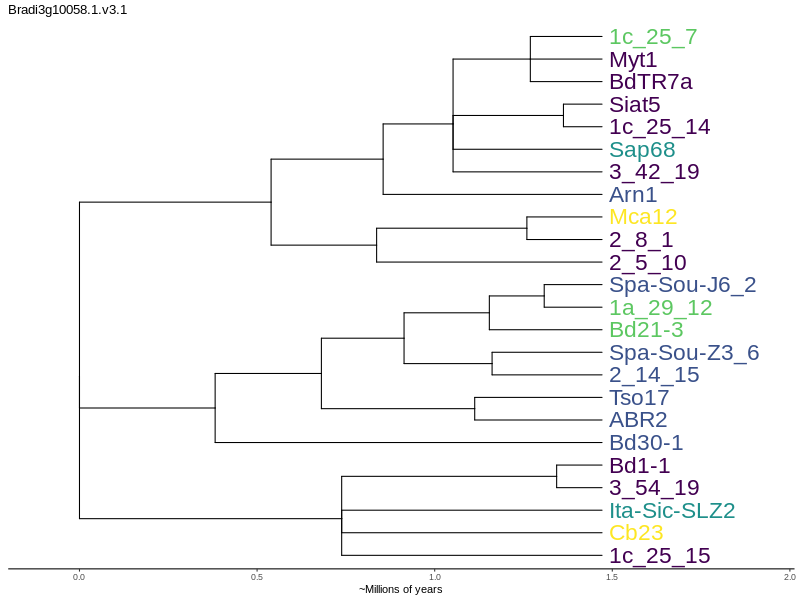 Bradi3g10058.1.v3.1
1c_25_7
Myt1
BdTR7a
Siat5
1c_25_14
Sap68
3_42_19
Arn1
Mca12
2_8_1
2_5_10
Spa-Sou-J6_2
1a_29_12
Bd21-3
Spa-Sou-Z3_6
2_14_15
Tso17
ABR2
Bd30-1
Bd1-1
3_54_19
Ita-Sic-SLZ2
Cb23
1c_25_15
0.0 0.5 1.0 1.5 2.0
~Millions of years